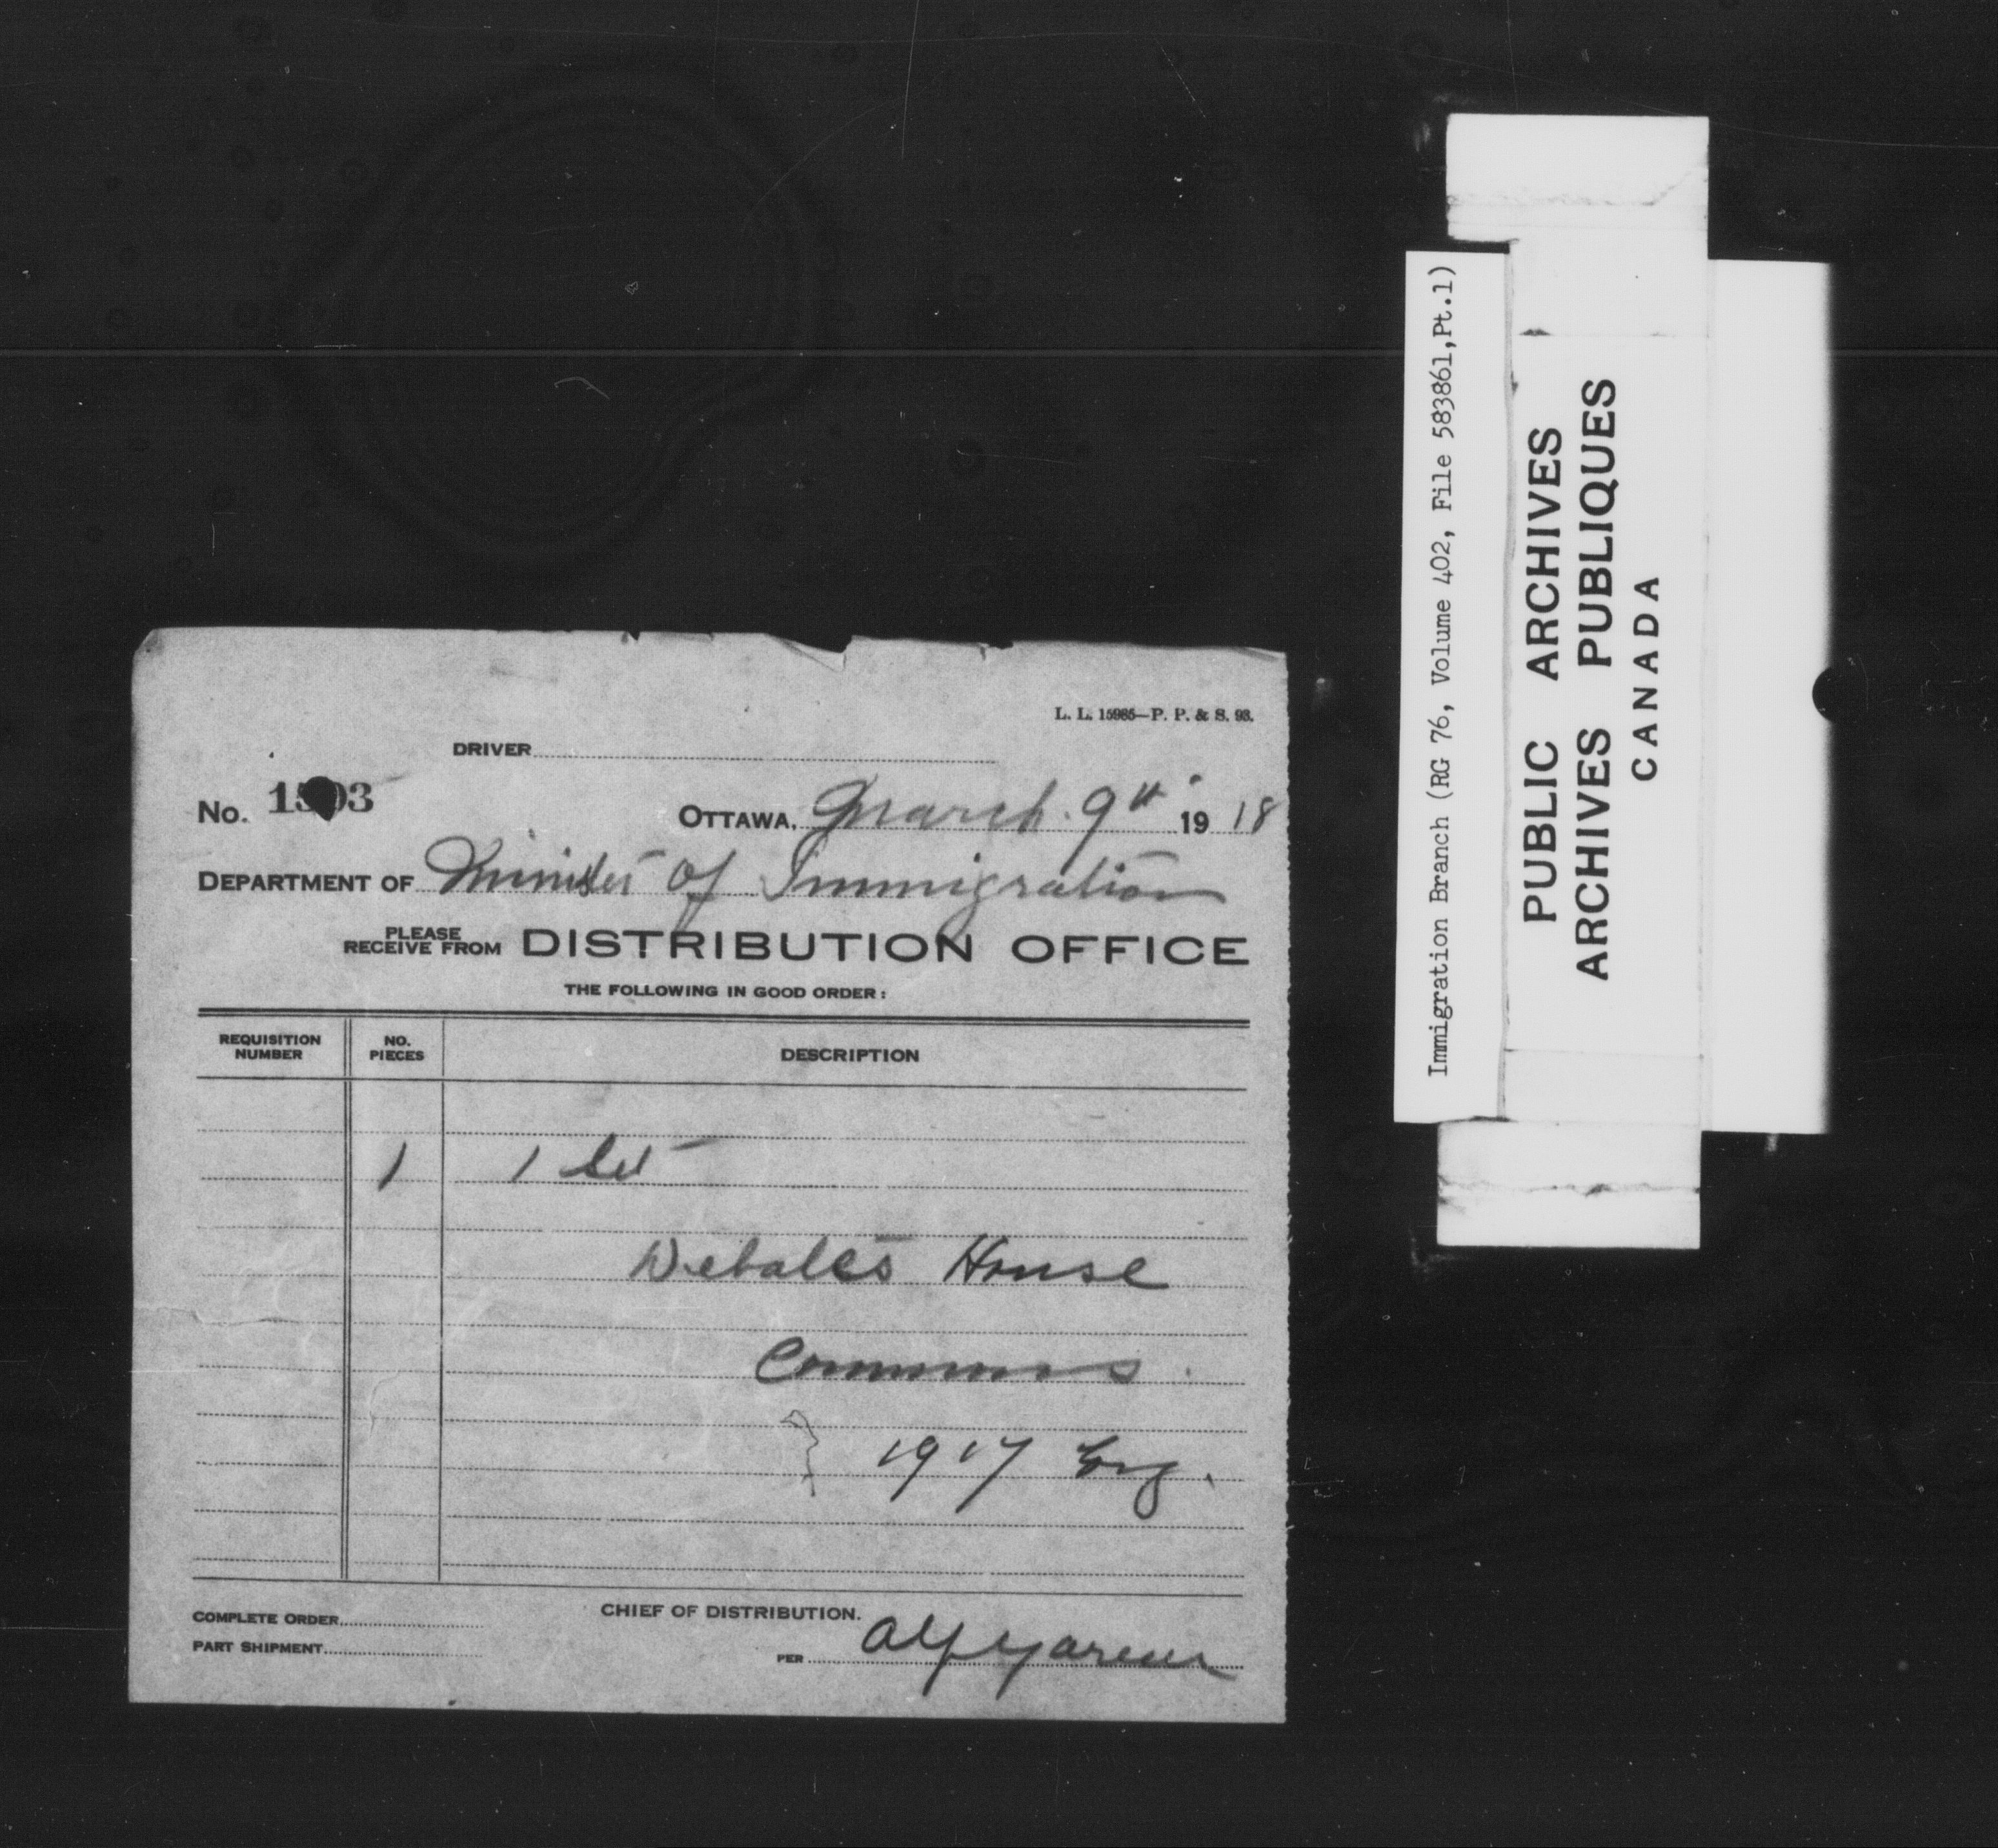 L. L. 15985—P. P. & S. 93.
DRIVER
No. 1503
OTTAWA, March. 9th 1918
DEPARTMENT OF Minister of Immigration
PLEASE RECEIVE FROM DISTRIBUTION OFFICE
THE FOLLOWING IN GOOD ORDER:
REQUISITION NUMBER NO. PIECES DESCRIPTION
1 1 Set
Debates House
Commons.
1917 Eng.
COMPLETE ORDER
CHIEF OF DISTRIBUTION.
PART SHIPMENT
PER
Immigration Branch (RG 76, Volume 402, File 583861,Pt.1)
PUBLIC ARCHIVES
ARCHIVES PUBLIQUES
CANADA